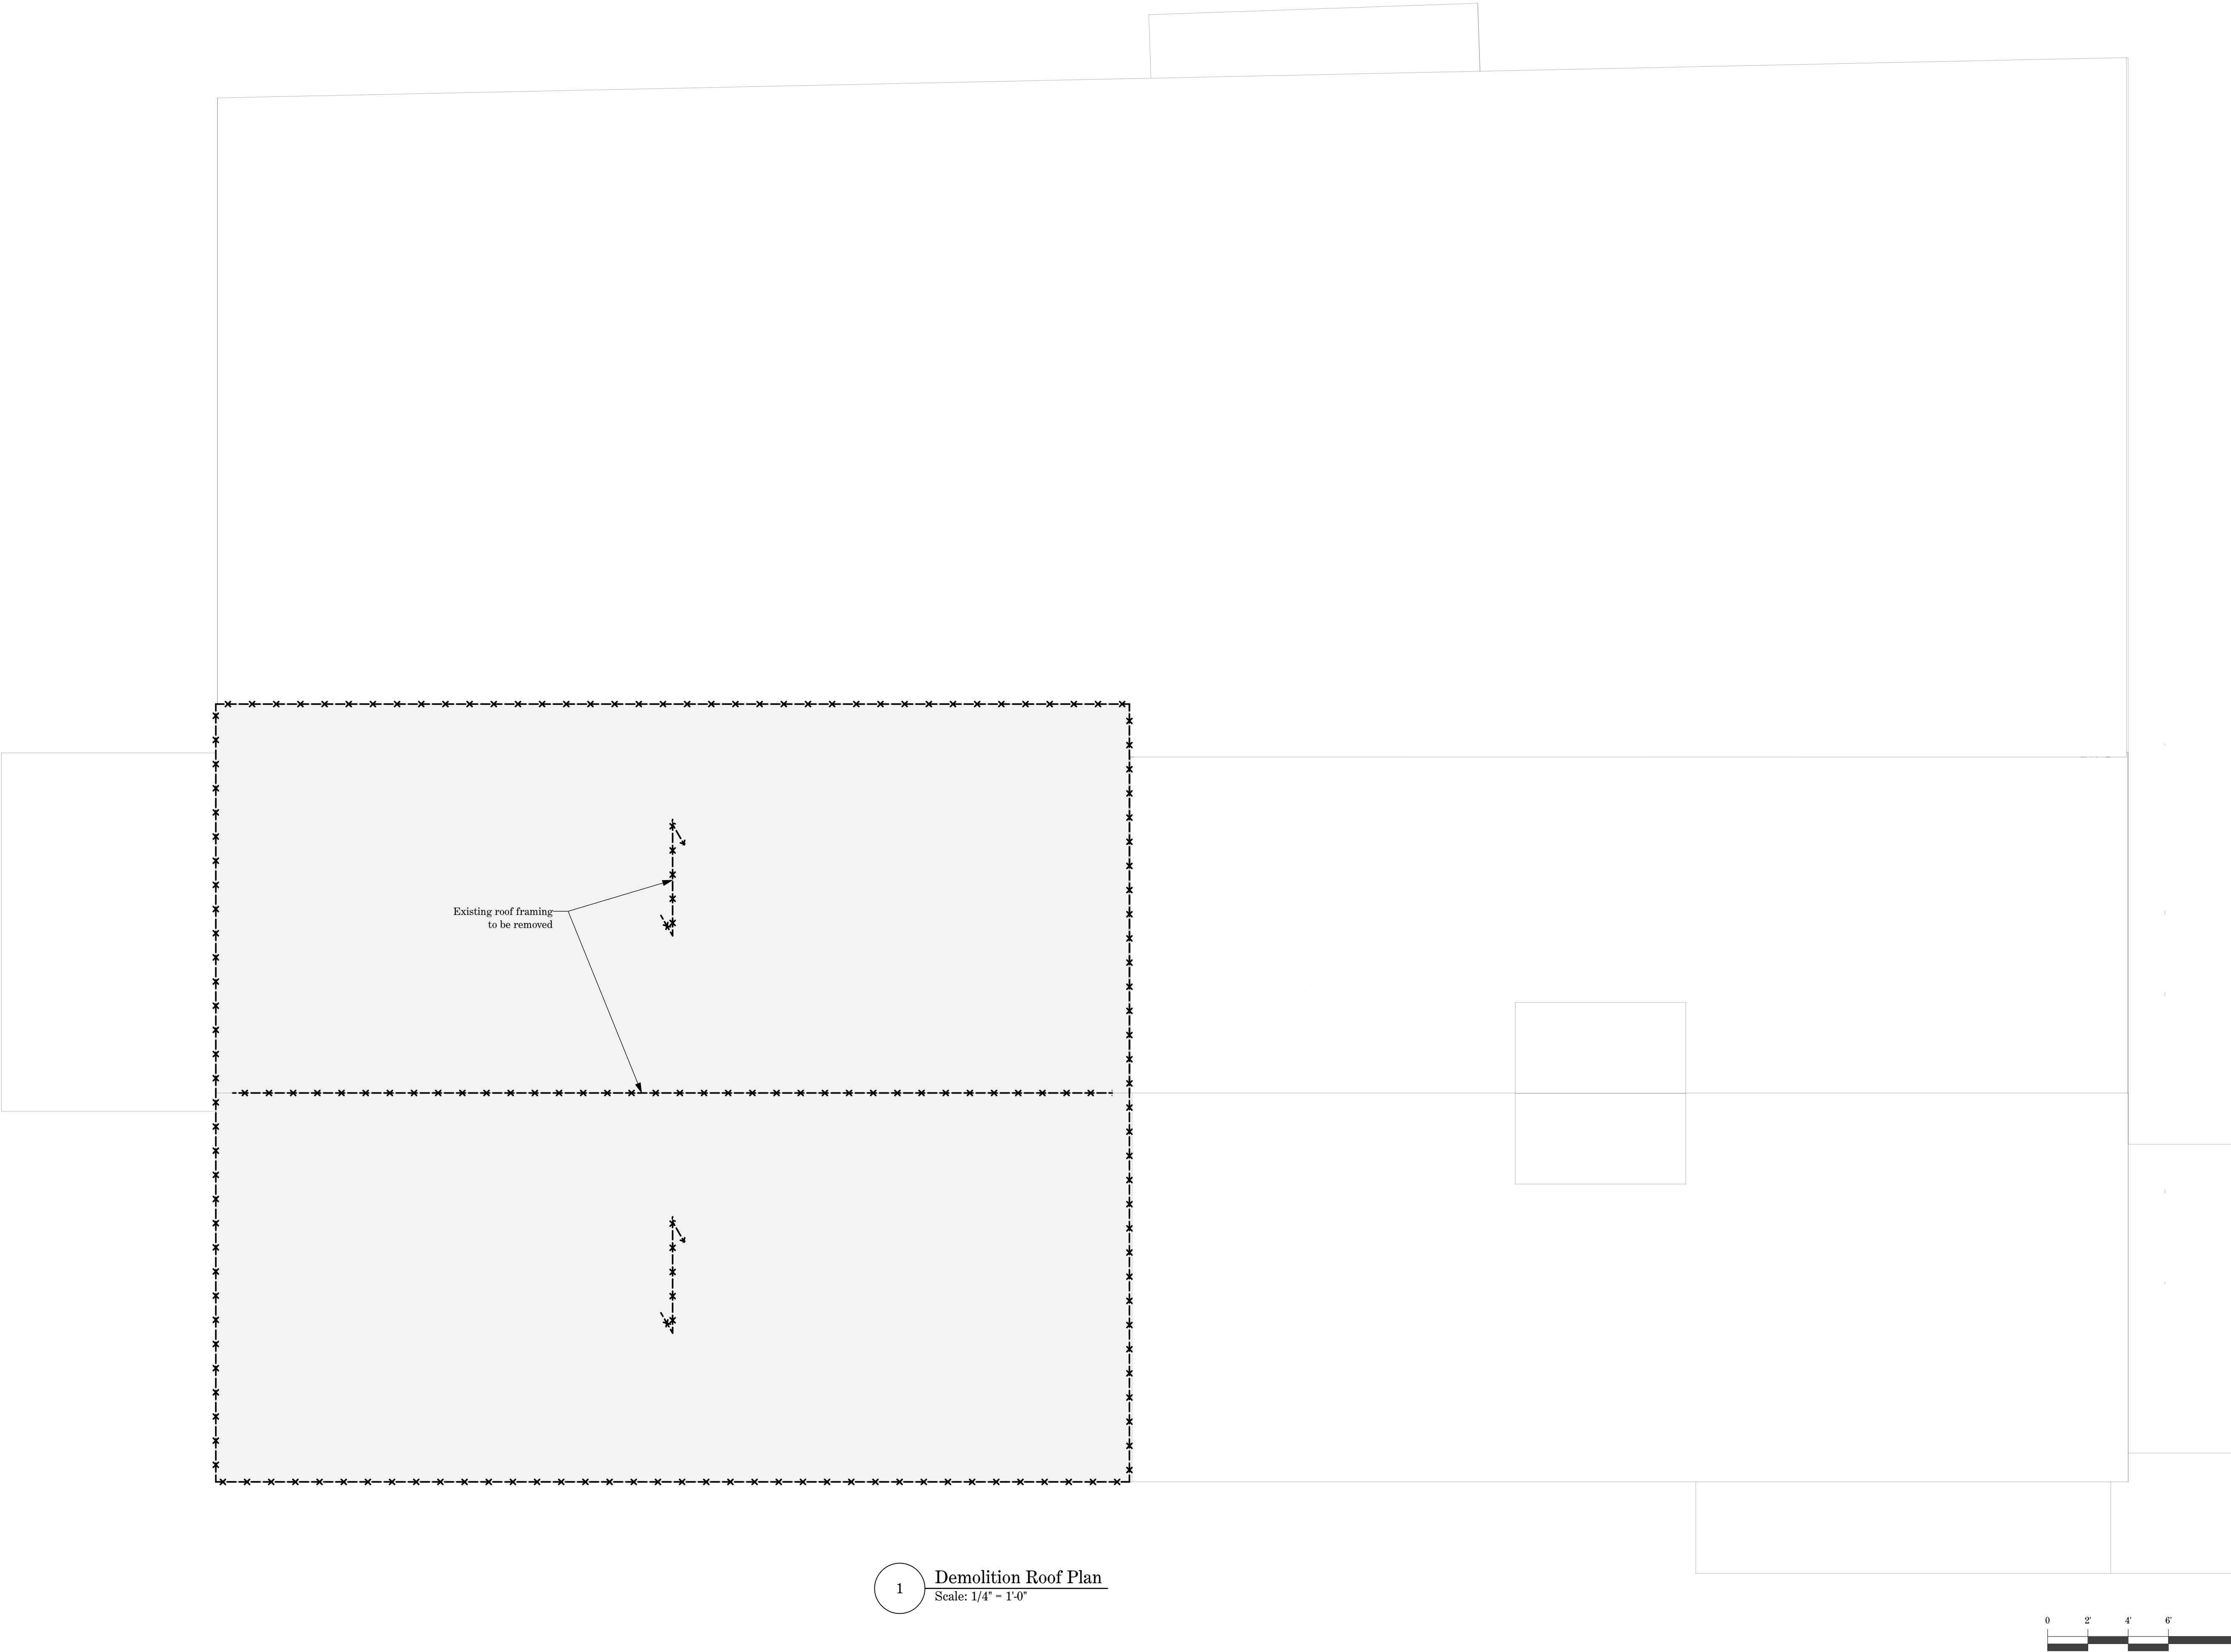 Existing roof framing
to be removed
1
Demolition Roof Plan
Scale: 1/4" = 1'-0"
0 2' 4' 6'